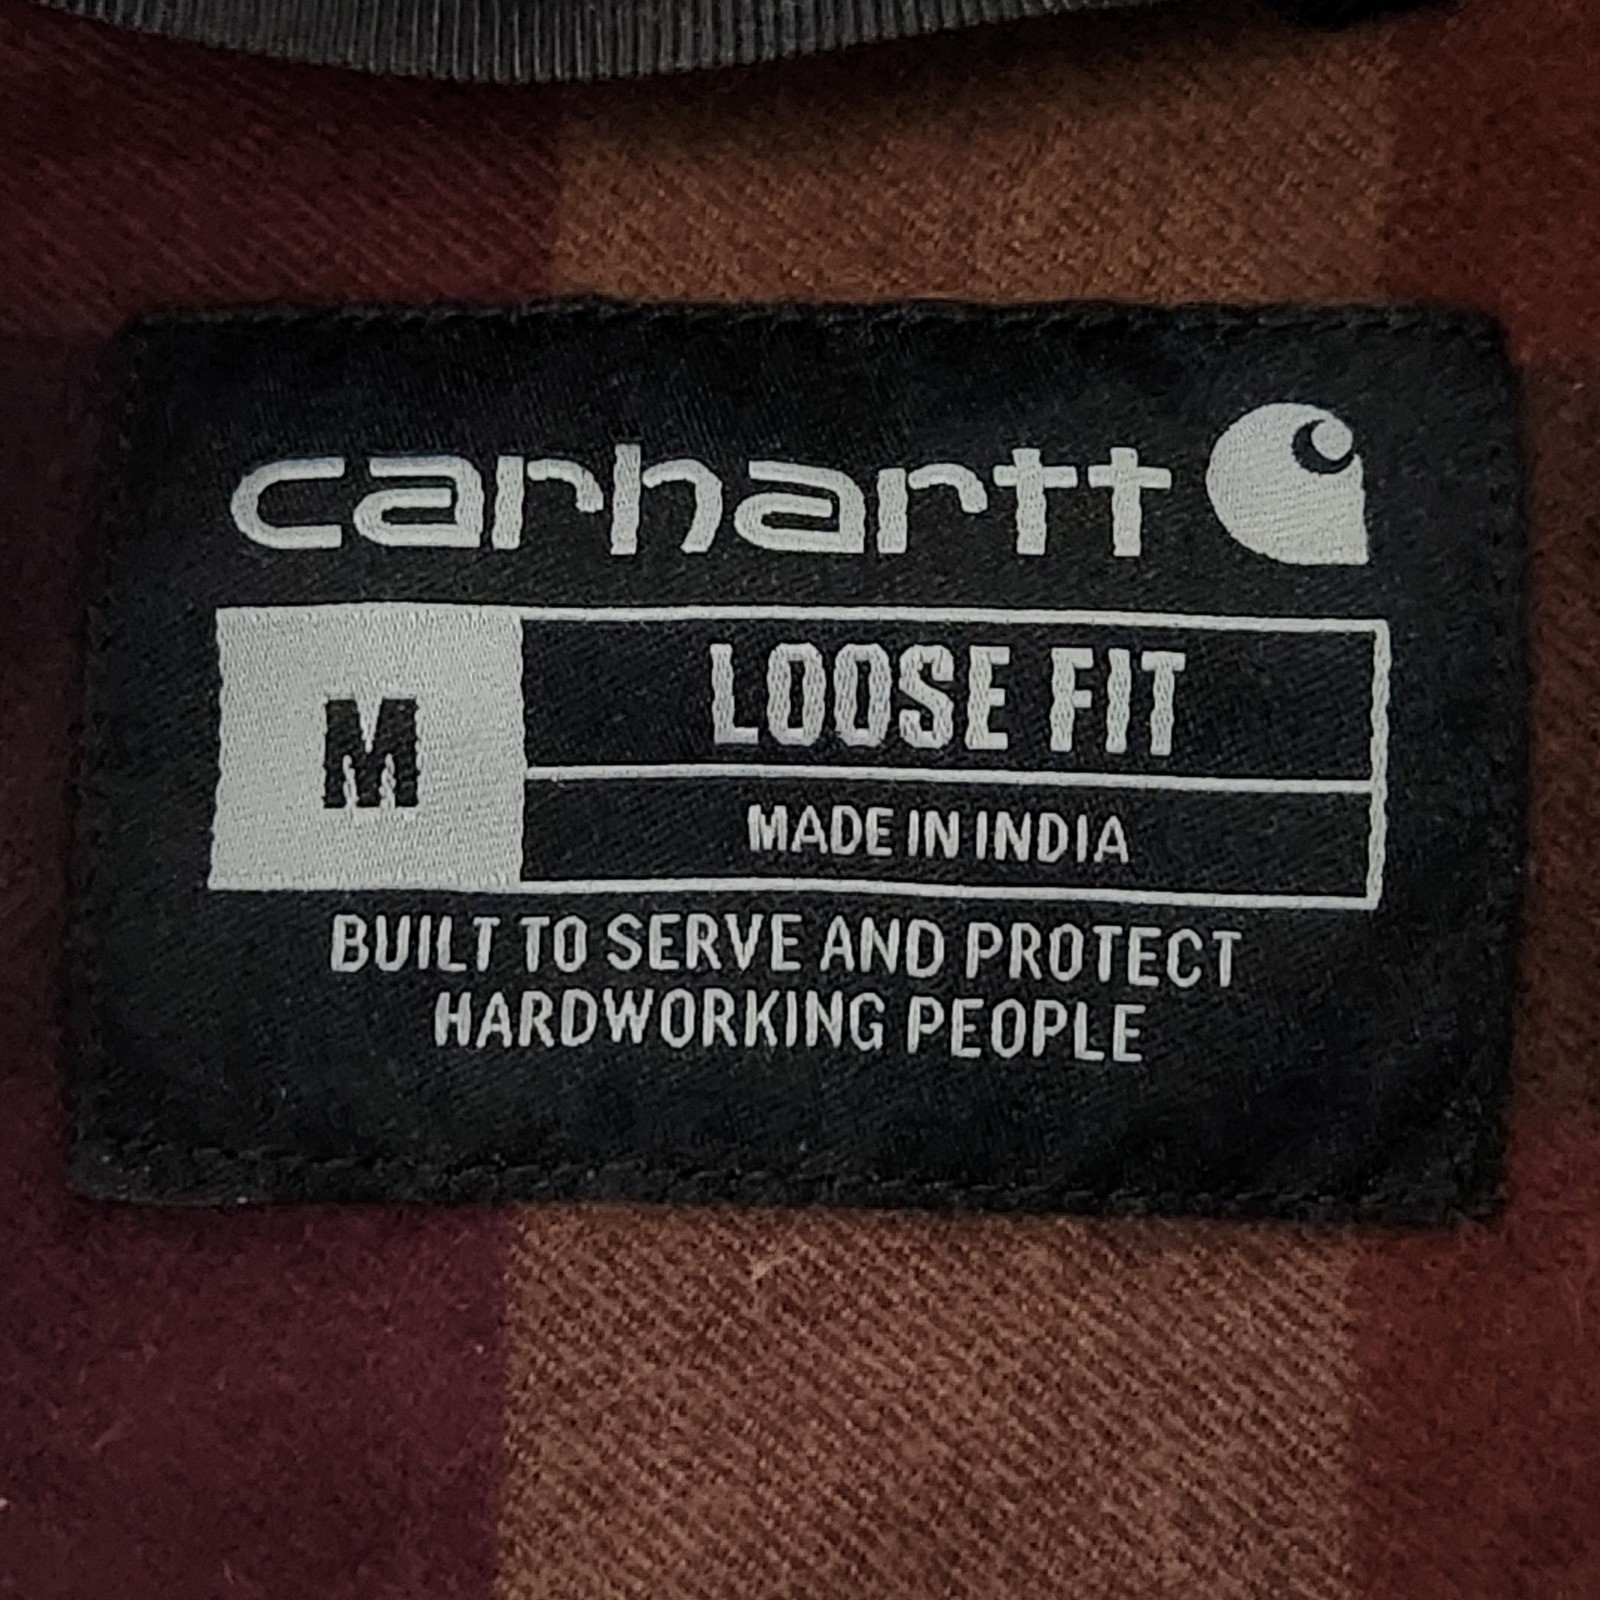 carhartt
M
LOOSE FIT
MADE IN INDIA
BUILT TO SERVE AND PROTECT
HARDWORKING PEOPLE